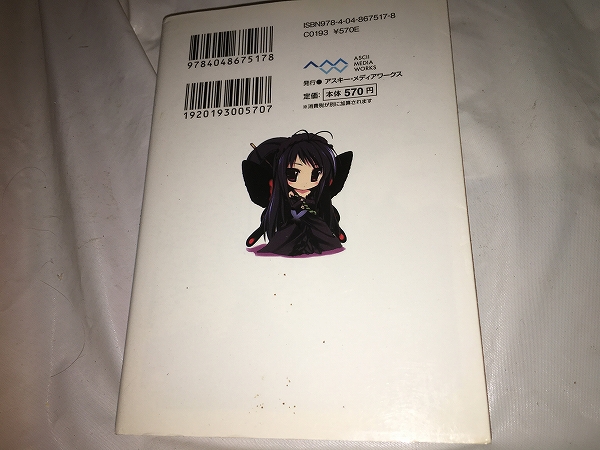 9784048675178
1920193005707
ISBN978-4-04-867517-8
C0193 ¥570E
ASCII
MEDIA
WORKS
発行● アスキー・メディアワークス
定価: 本体 570 円
※消費税が別に加算されます